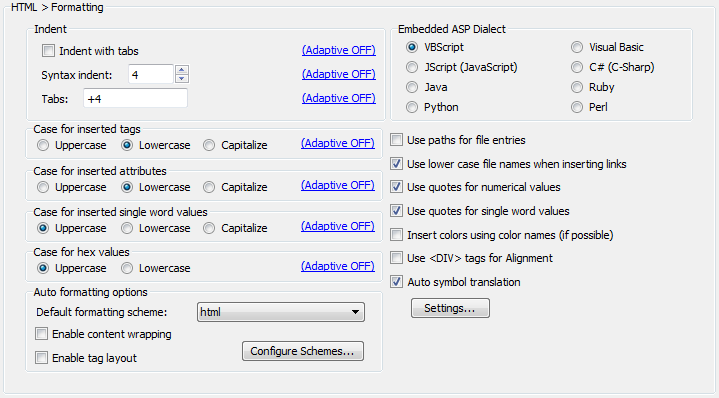 HTML > Formatting
Indent
Indent with tabs (Adaptive OFF)
Syntax indent: 4 (Adaptive OFF)
Tabs: +4 (Adaptive OFF)
Case for inserted tags
Uppercase Lowercase Capitalize (Adaptive OFF)
Case for inserted attributes
Uppercase Lowercase Capitalize (Adaptive OFF)
Case for inserted single word values
Uppercase Lowercase Capitalize (Adaptive OFF)
Case for hex values
Uppercase Lowercase (Adaptive OFF)
Auto formatting options
Default formatting scheme: html
Enable content wrapping
Enable tag layout
Configure Schemes...
Embedded ASP Dialect
VBScript Visual Basic
JScript (JavaScript) C# (C-Sharp)
Java Ruby
Python Perl
Use paths for file entries
Use lower case file names when inserting links
Use quotes for numerical values
Use quotes for single word values
Insert colors using color names (if possible)
Use <DIV> tags for Alignment
Auto symbol translation
Settings...